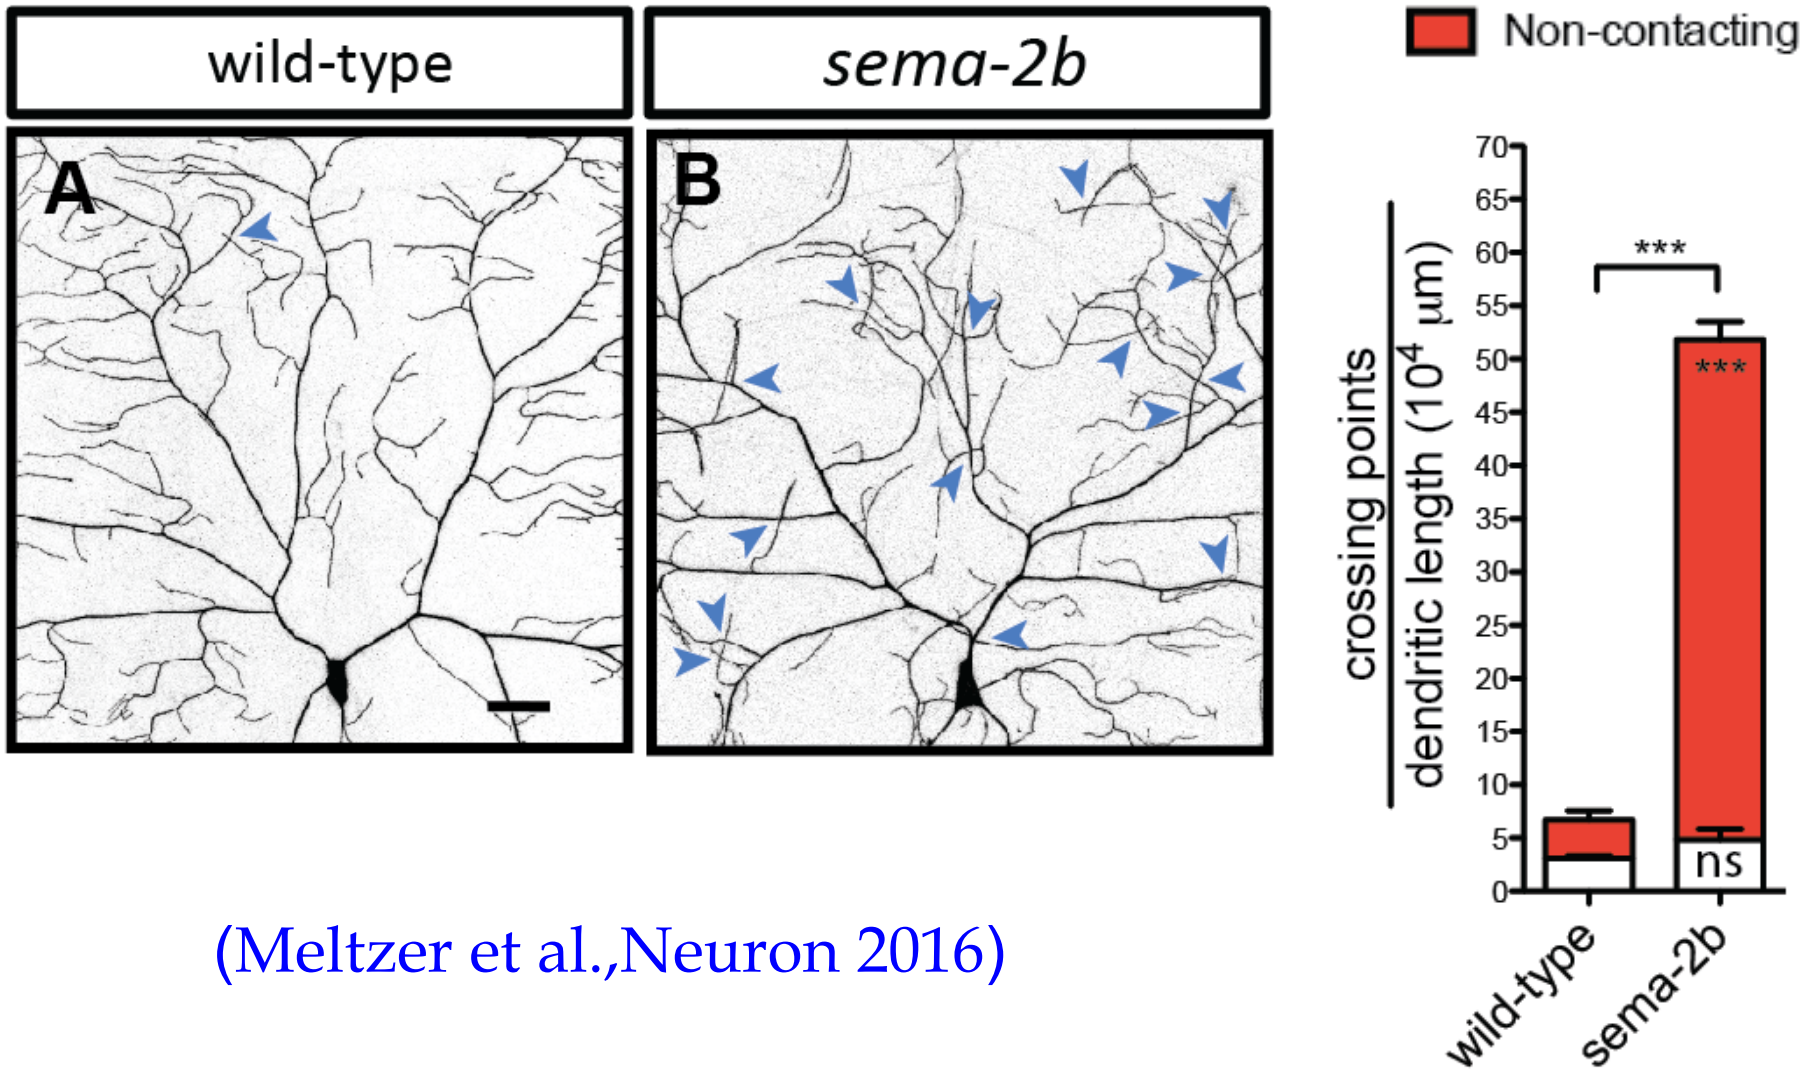 wild-type
sema-2b
A
B
(Meltzer et al.,Neuron 2016)
Non-contacting
crossing points
dendritic length (10⁴ μm)
70
65
60
55
50
45
40
35
30
25
20
15
10
5
0
***
***
ns
wild-type
sema-2b